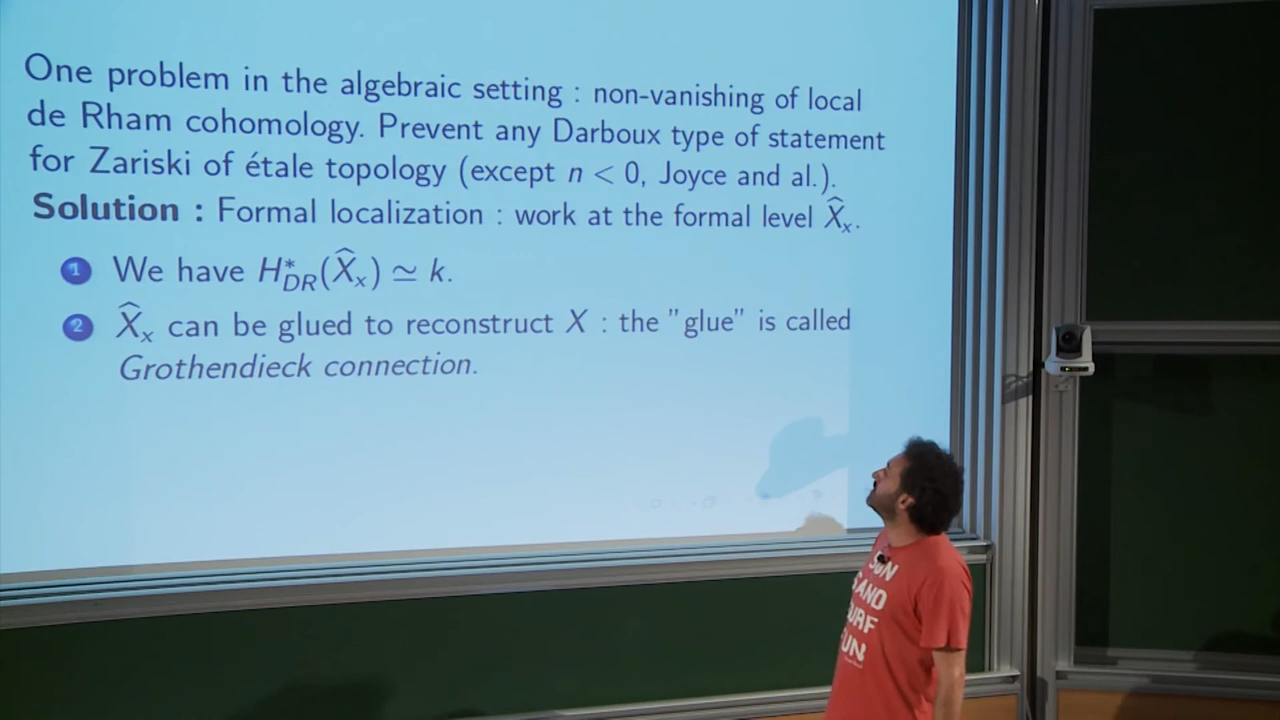 One problem in the algebraic setting : non-vanishing of local
de Rham cohomology. Prevent any Darboux type of statement
for Zariski of étale topology (except n < 0, Joyce and al.).
Solution : Formal localization : work at the formal level X̂ₓ.
1 We have H*_DR(X̂ₓ) ≃ k.
2 X̂ₓ can be glued to reconstruct X : the "glue" is called
Grothendieck connection.
SUN
SAND
SURF
FUN